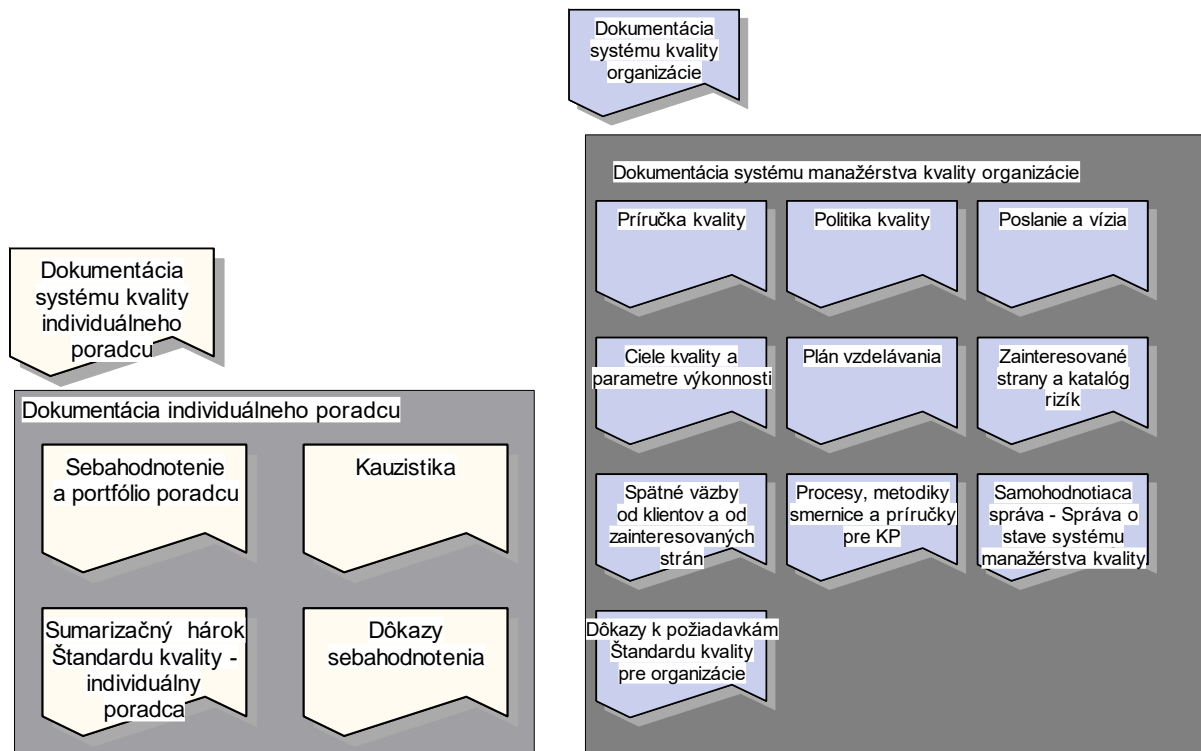 Dokumentácia
systému kvality
organizácie
Dokumentácia systému manažérstva kvality organizácie
Príručka kvality
Politika kvality
Poslanie a vízia
Ciele kvality a
parametre výkonnosti
Plán vzdelávania
Zainteresované
strany a katalóg
rizík
Spätné väzby
od klientov a od
zainteresovaných
strán
Procesy, metodiky
smernice a príručky
pre KP
Samohodnotiaca
správa - Správa o
stave systému
manažérstva kvality.
Dôkazy k požiadavkám
Štandardu kvality
pre organizácie
Dokumentácia
systému kvality
individuálneho
poradcu
Dokumentácia individuálneho poradcu
Sebahodnotenie
a portfólio poradcu
Kauzistika
Sumarizačný hárok
Štandardu kvality -
individuálny
poradca
Dôkazy
sebahodnotenia